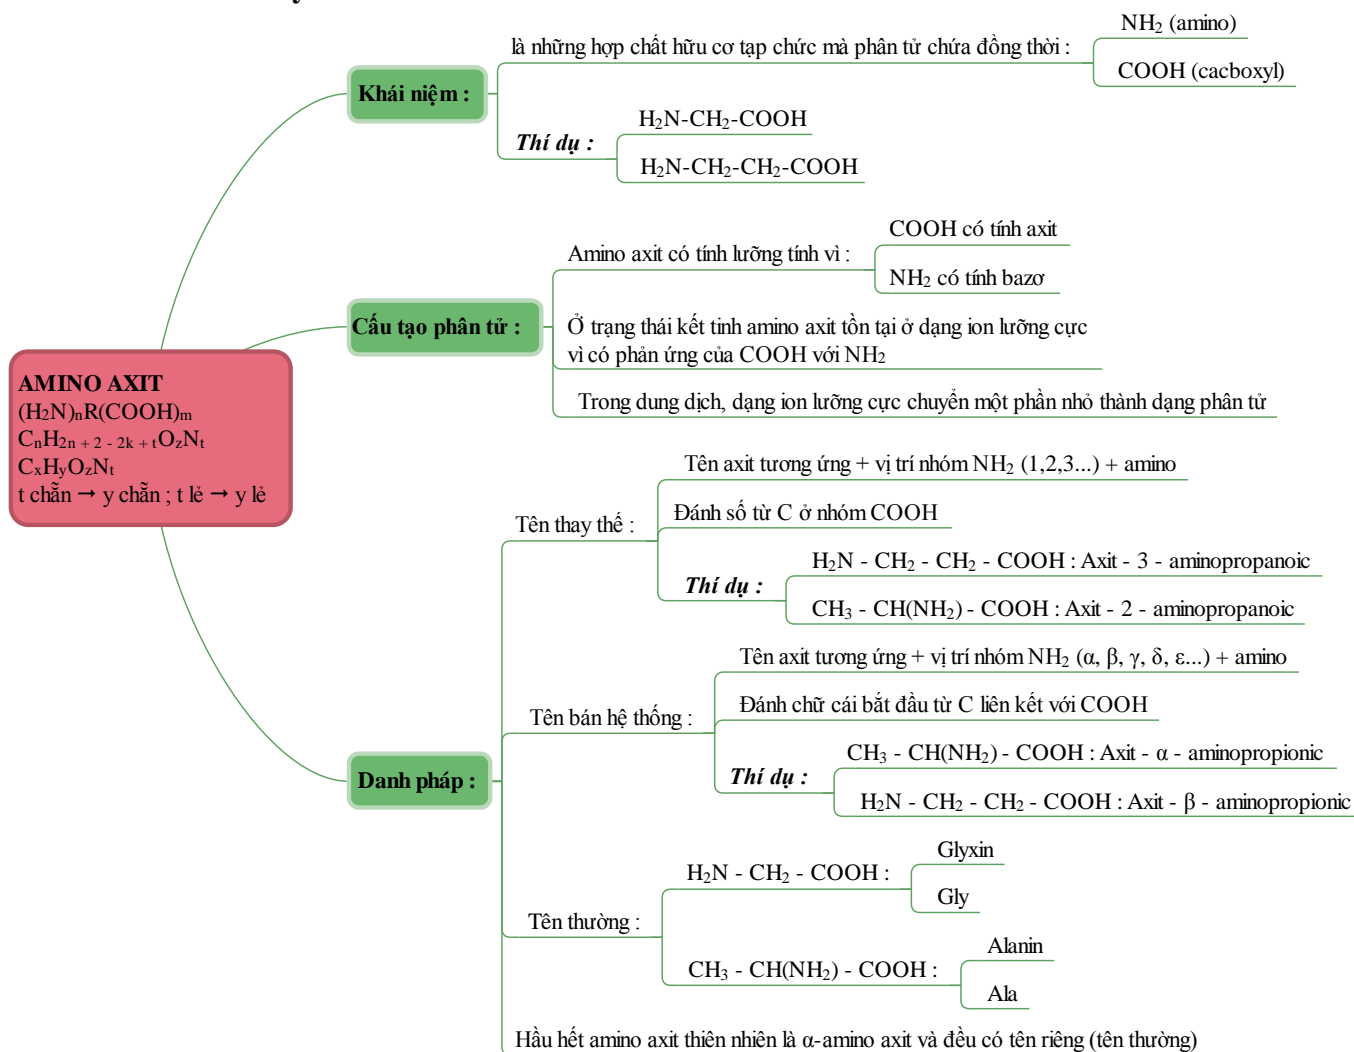 AMINO AXIT
(H₂N)ₙR(COOH)ₘ
CₙH₂ₙ ₊ ₂ ₋ ₂ₖ ₊ ₜO_zNₜ
CₓH_yO_zNₜ
t chẵn → y chẵn ; t lẻ → y lẻ
Khái niệm :
là những hợp chất hữu cơ tạp chức mà phân tử chứa đồng thời :
NH₂ (amino)
COOH (cacboxyl)
Thí dụ :
H₂N-CH₂-COOH
H₂N-CH₂-CH₂-COOH
Cấu tạo phân tử :
Amino axit có tính lưỡng tính vì :
COOH có tính axit
NH₂ có tính bazơ
Ở trạng thái kết tinh amino axit tồn tại ở dạng ion lưỡng cực
vì có phản ứng của COOH với NH₂
Trong dung dịch, dạng ion lưỡng cực chuyển một phần nhỏ thành dạng phân tử
Danh pháp :
Tên thay thế :
Tên axit tương ứng + vị trí nhóm NH₂ (1,2,3...) + amino
Đánh số từ C ở nhóm COOH
Thí dụ :
H₂N - CH₂ - CH₂ - COOH : Axit - 3 - aminopropanoic
CH₃ - CH(NH₂) - COOH : Axit - 2 - aminopropanoic
Tên bán hệ thống :
Tên axit tương ứng + vị trí nhóm NH₂ (α, β, γ, δ, ε...) + amino
Đánh chữ cái bắt đầu từ C liên kết với COOH
Thí dụ :
CH₃ - CH(NH₂) - COOH : Axit - α - aminopropionic
H₂N - CH₂ - CH₂ - COOH : Axit - β - aminopropionic
Tên thường :
H₂N - CH₂ - COOH :
Glyxin
Gly
CH₃ - CH(NH₂) - COOH :
Alanin
Ala
Hầu hết amino axit thiên nhiên là α-amino axit và đều có tên riêng (tên thường)